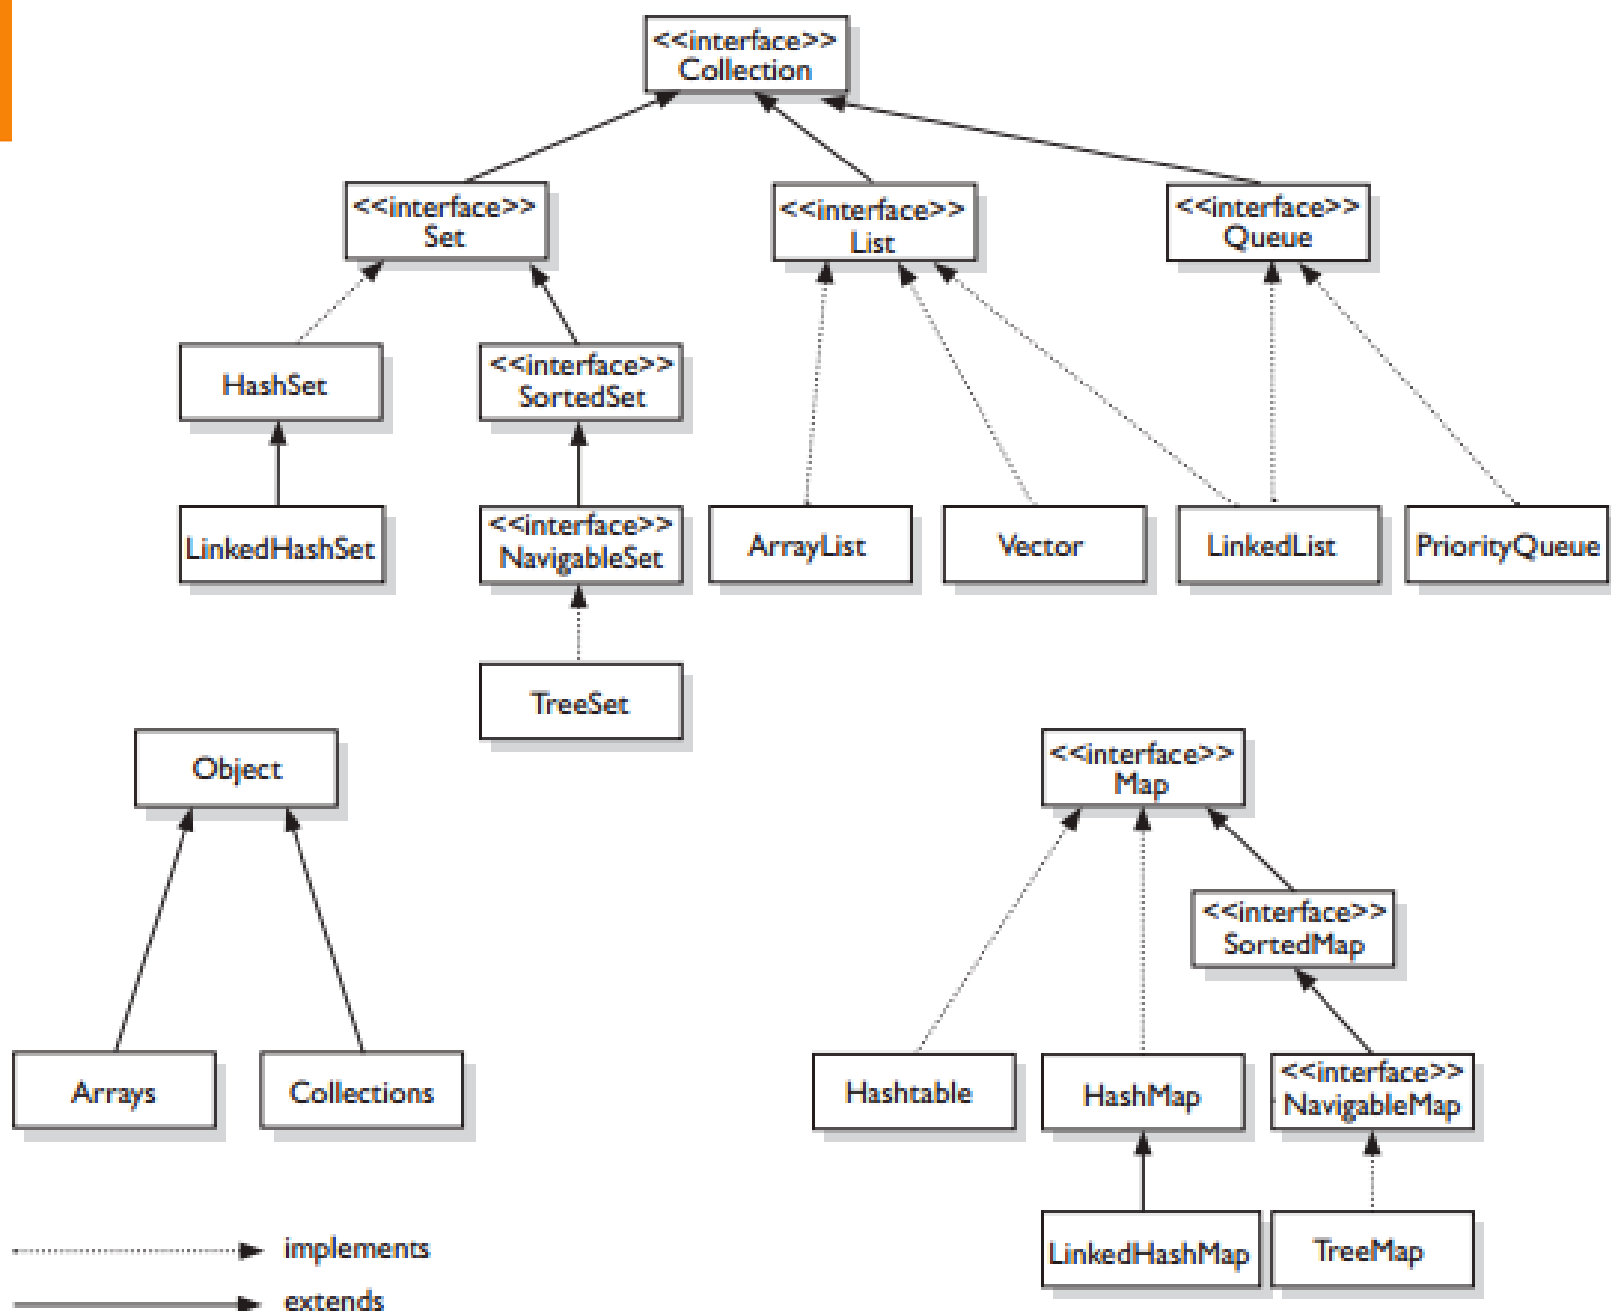 <<interface>>
Collection
<<interface>>
Set
<<interface>>
List
<<interface>>
Queue
HashSet
<<interface>>
SortedSet
LinkedHashSet
<<interface>>
NavigableSet
ArrayList
Vector
LinkedList
PriorityQueue
TreeSet
Object
<<interface>>
Map
<<interface>>
SortedMap
Arrays
Collections
Hashtable
HashMap
<<interface>>
NavigableMap
LinkedHashMap
TreeMap
implements
extends